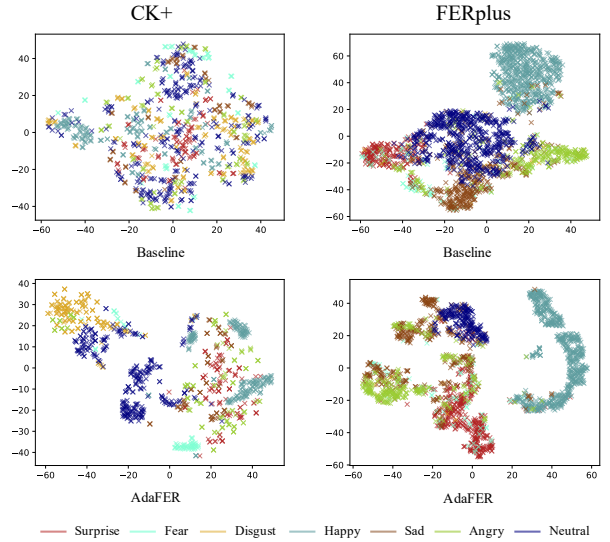 CK+ FERplus
40
20
0
−20
−40
−60 −40 −20 0 20 40
Baseline
60
40
20
0
−20
−40
−60
−60 −40 −20 0 20 40
Baseline
40
30
20
10
0
−10
−20
−30
−40
−60 −40 −20 0 20 40
AdaFER
40
20
0
−20
−40
−60
−60 −40 −20 0 20 40 60
AdaFER
Surprise Fear Disgust Happy Sad Angry Neutral